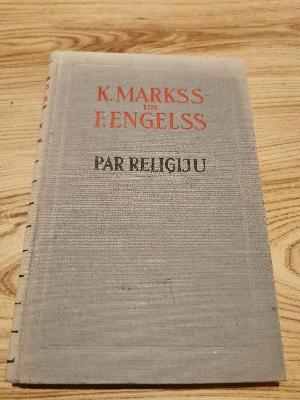 K. MARKSS
UN
F. ENGELSS
PAR RELIĢIJU